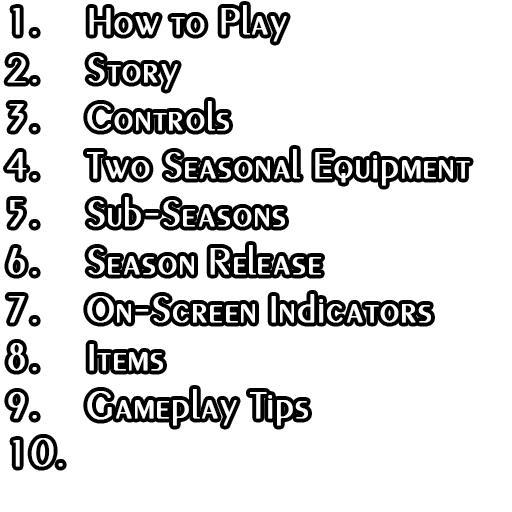 1. How to Play
2. Story
3. Controls
4. Two Seasonal Equipment
5. Sub-Seasons
6. Season Release
7. On-Screen Indicators
8. Items
9. Gameplay Tips
10.